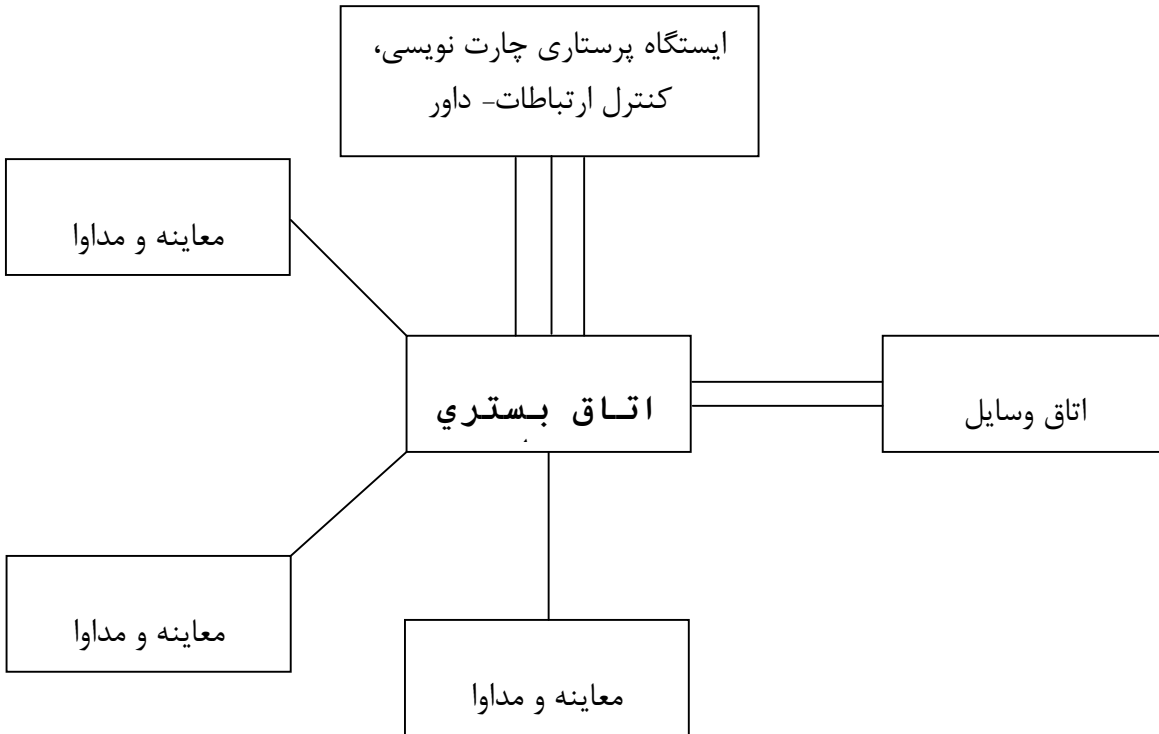 ایستگاه پرستاری چارت نویسی،
کنترل ارتباطات- داور
معاینه و مداوا
اتاق بستري
اتاق وسایل
معاینه و مداوا
معاینه و مداوا